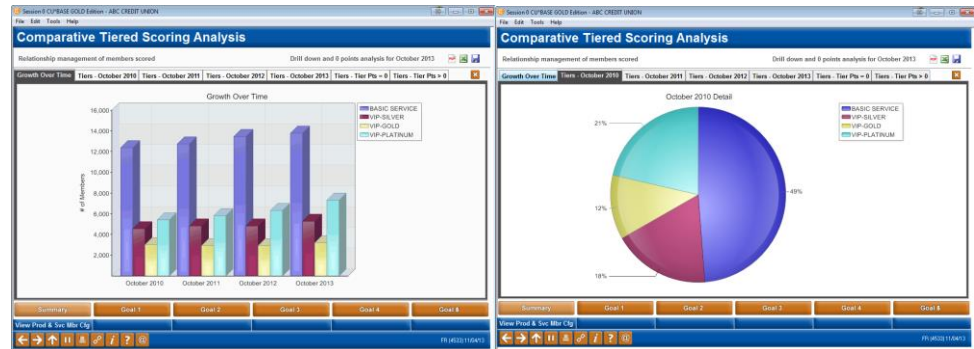 Session 0 CU*BASE GOLD Edition - ABC CREDIT UNION
File Edit Tools Help
Comparative Tiered Scoring Analysis
Relationship management of members scored
Drill down and 0 points analysis for October 2013
Growth Over Time
Tiers - October 2010
Tiers - October 2011
Tiers - October 2012
Tiers - October 2013
Tiers - Tier Pts = 0
Tiers - Tier Pts > 0
Growth Over Time
BASIC SERVICE
VIP-SILVER
VIP-GOLD
VIP-PLATINUM
16,000
14,000
12,000
10,000
8,000
6,000
4,000
2,000
# of Members
October 2010
October 2011
October 2012
October 2013
Summary
Goal 1
Goal 2
Goal 3
Goal 4
Goal 5
View Prod & Svc Mbr Cfg
FR (4533) 11/04/13
Session 0 CU*BASE GOLD Edition - ABC CREDIT UNION
File Edit Tools Help
Comparative Tiered Scoring Analysis
Relationship management of members scored
Drill down and 0 points analysis for October 2013
Growth Over Time
Tiers - October 2010
Tiers - October 2011
Tiers - October 2012
Tiers - October 2013
Tiers - Tier Pts = 0
Tiers - Tier Pts > 0
October 2010 Detail
BASIC SERVICE
VIP-SILVER
VIP-GOLD
VIP-PLATINUM
21%
49%
12%
18%
Summary
Goal 1
Goal 2
Goal 3
Goal 4
Goal 5
View Prod & Svc Mbr Cfg
FR (4533) 11/04/13